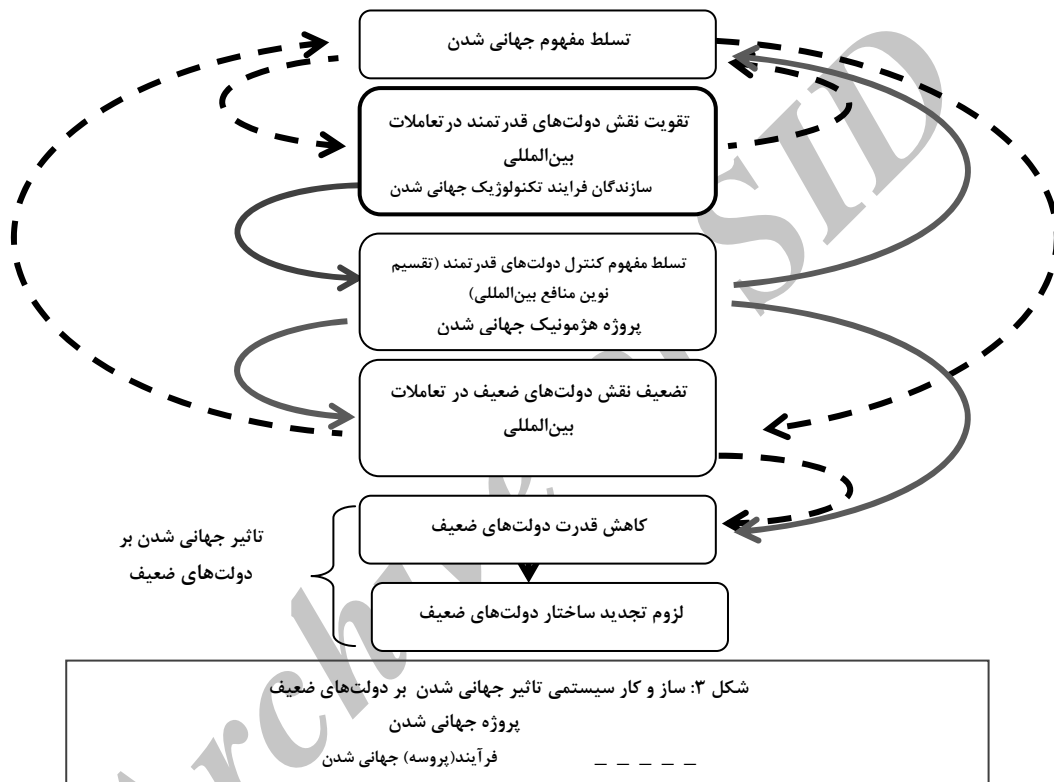 تسلط مفهوم جهانی شدن
تقویت نقش دولت‌های قدرتمند درتعاملات
بین‌المللی
سازندگان فرایند تکنولوژیک جهانی شدن
تسلط مفهوم کنترل دولت‌های قدرتمند (تقسیم
نوین منافع بین‌المللی)
پروژه هژمونیک جهانی شدن
تضعیف نقش دولت‌های ضعیف در تعاملات
بین‌المللی
کاهش قدرت دولت‌های ضعیف
تاثیر جهانی شدن بر
دولت‌های ضعیف
لزوم تجدید ساختار دولت‌های ضعیف
شکل ۳: ساز و کار سیستمی تاثیر جهانی شدن بر دولت‌های ضعیف
پروژه جهانی شدن
فرآیند(پروسه) جهانی شدن _ _ _ _ _
Archive of SID